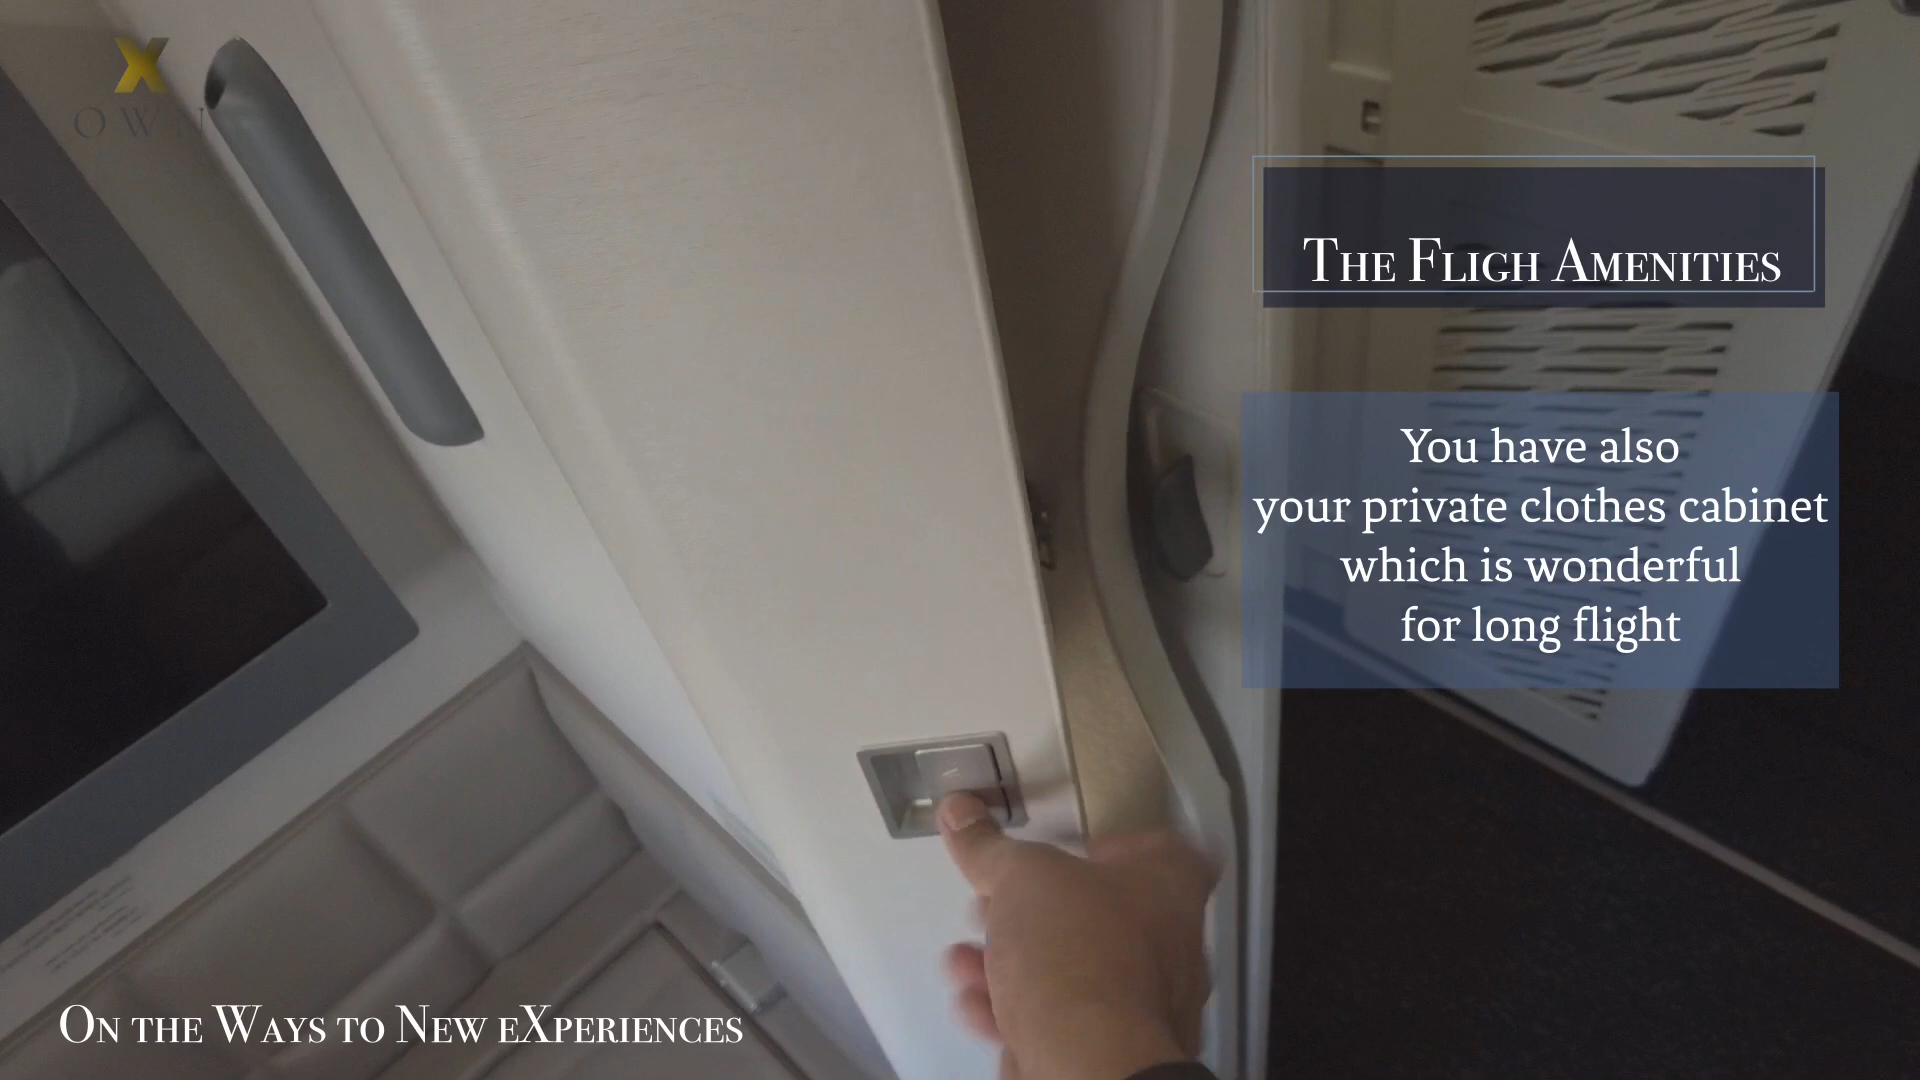 X
OWN
THE FLIGH AMENITIES
You have also
your private clothes cabinet
which is wonderful
for long flight
ON THE WAYS TO NEW EXPERIENCES